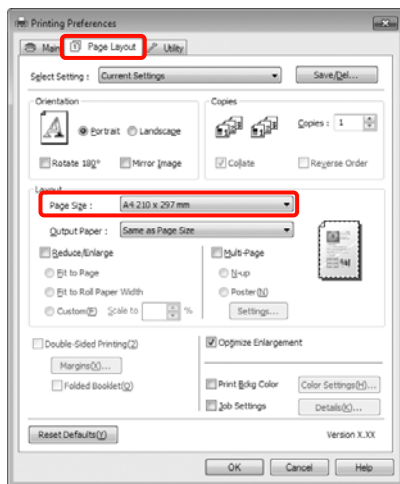 Printing Preferences
Main Page Layout Utility
Select Setting : Current Settings Save/Del...
Orientation Copies
Portrait Landscape Copies : 1
Rotate 180° Mirror Image Collate Reverse Order
Layout
Page Size : A4 210 x 297 mm
Output Paper : Same as Page Size
Reduce/Enlarge Multi-Page
Fit to Page N-up
Fit to Roll Paper Width Poster(N)
Custom(F) Scale to % Settings...
Double-Sided Printing(2) Optimize Enlargement
Margins(X)...
Folded Booklet(Q) Print Bckg Color Color Settings(H)...
Job Settings Details(K)...
Reset Defaults(Y) Version X.XX
OK Cancel Help